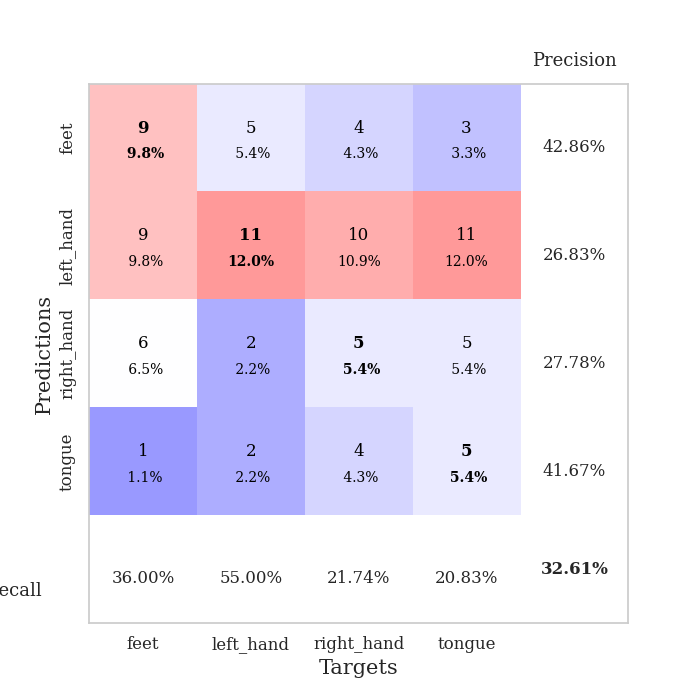 Precision
feet
9 5 4 3
9.8% 5.4% 4.3% 3.3%
42.86%
left_hand
9 11 10 11
9.8% 12.0% 10.9% 12.0%
26.83%
Predictions
right_hand
6 2 5 5
6.5% 2.2% 5.4% 5.4%
27.78%
tongue
1 2 4 5
1.1% 2.2% 4.3% 5.4%
41.67%
ecall
36.00% 55.00% 21.74% 20.83% 32.61%
feet left_hand right_hand tongue
Targets